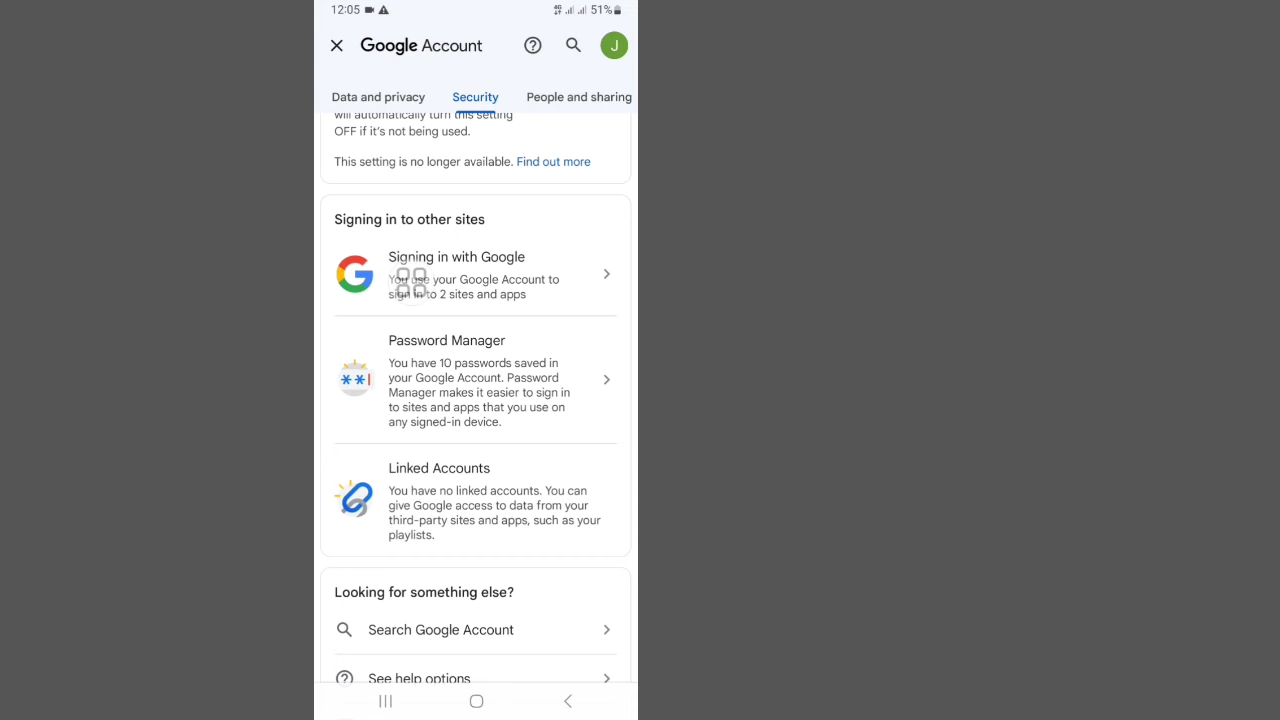 12:05 4G 51%
Google Account J
Data and privacy Security People and sharing
will automatically turn this setting
OFF if it's not being used.
This setting is no longer available. Find out more
Signing in to other sites
Signing in with Google
You use your Google Account to
sign in to 2 sites and apps
Password Manager
You have 10 passwords saved in
your Google Account. Password
Manager makes it easier to sign in
to sites and apps that you use on
any signed-in device.
Linked Accounts
You have no linked accounts. You can
give Google access to data from your
third-party sites and apps, such as your
playlists.
Looking for something else?
Search Google Account
See help options